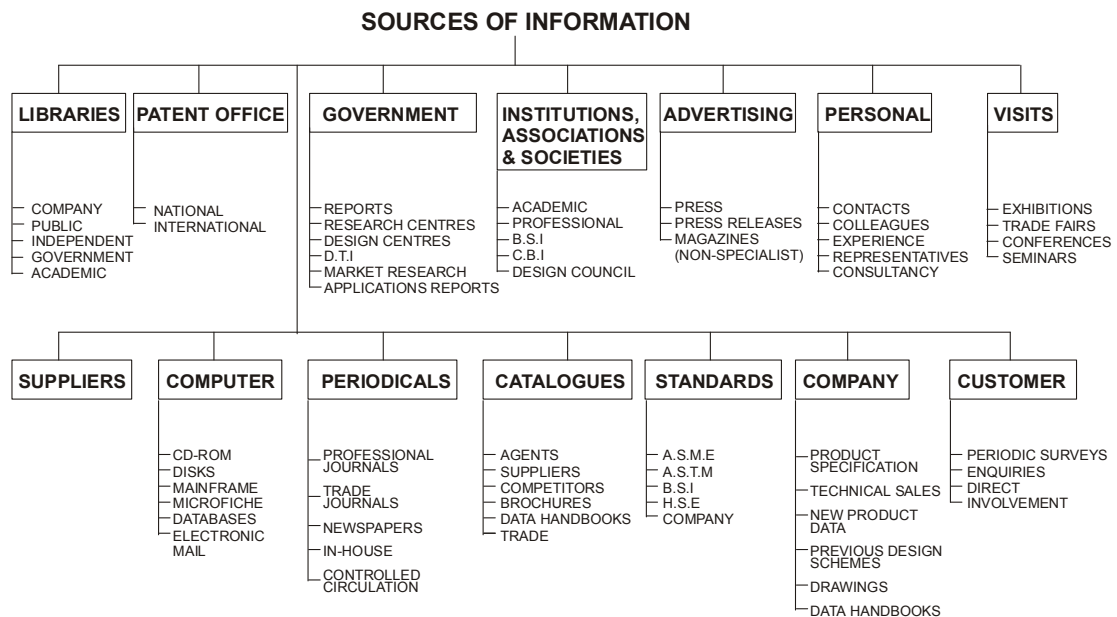 SOURCES OF INFORMATION
LIBRARIES
COMPANY
PUBLIC
INDEPENDENT
GOVERNMENT
ACADEMIC
PATENT OFFICE
NATIONAL
INTERNATIONAL
GOVERNMENT
REPORTS
RESEARCH CENTRES
DESIGN CENTRES
D.T.I
MARKET RESEARCH
APPLICATIONS REPORTS
INSTITUTIONS,
ASSOCIATIONS
& SOCIETIES
ACADEMIC
PROFESSIONAL
B.S.I
C.B.I
DESIGN COUNCIL
ADVERTISING
PRESS
PRESS RELEASES
MAGAZINES
(NON-SPECIALIST)
PERSONAL
CONTACTS
COLLEAGUES
EXPERIENCE
REPRESENTATIVES
CONSULTANCY
VISITS
EXHIBITIONS
TRADE FAIRS
CONFERENCES
SEMINARS
SUPPLIERS
COMPUTER
CD-ROM
DISKS
MAINFRAME
MICROFICHE
DATABASES
ELECTRONIC
MAIL
PERIODICALS
PROFESSIONAL
JOURNALS
TRADE
JOURNALS
NEWSPAPERS
IN-HOUSE
CONTROLLED
CIRCULATION
CATALOGUES
AGENTS
SUPPLIERS
COMPETITORS
BROCHURES
DATA HANDBOOKS
TRADE
STANDARDS
A.S.M.E
A.S.T.M
B.S.I
H.S.E
COMPANY
COMPANY
PRODUCT
SPECIFICATION
TECHNICAL SALES
NEW PRODUCT
DATA
PREVIOUS DESIGN
SCHEMES
DRAWINGS
DATA HANDBOOKS
CUSTOMER
PERIODIC SURVEYS
ENQUIRIES
DIRECT
INVOLVEMENT